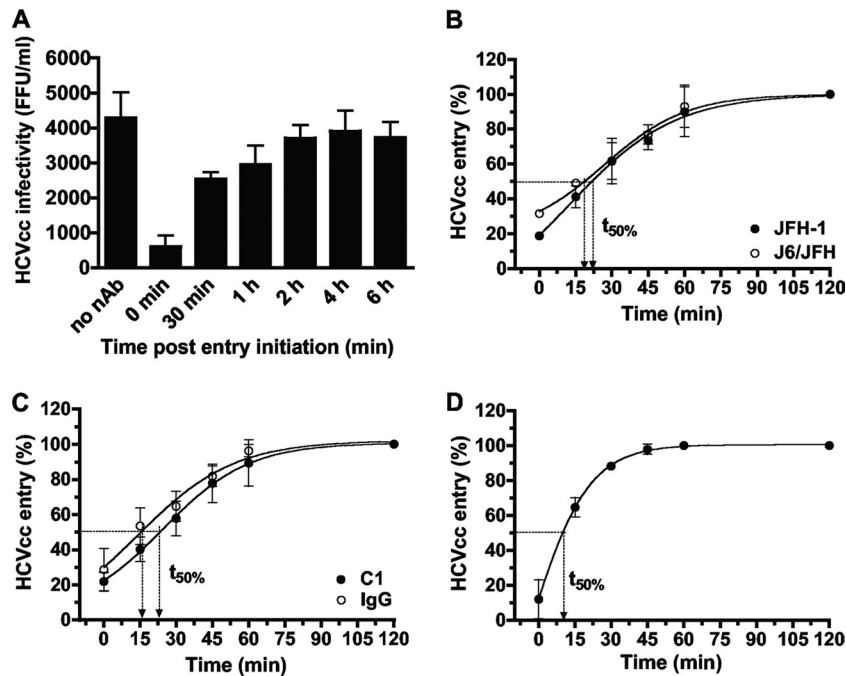 A
HCVcc infectivity (FFU/ml)
6000
5000
4000
3000
2000
1000
0
no nAb
0 min
30 min
1 h
2 h
4 h
6 h
Time post entry initiation (min)
B
HCVcc entry (%)
120
100
80
60
40
20
0
t50%
JFH-1
J6/JFH
0 15 30 45 60 75 90 105 120
Time (min)
C
HCVcc entry (%)
120
100
80
60
40
20
0
t50%
C1
IgG
0 15 30 45 60 75 90 105 120
Time (min)
D
HCVcc entry (%)
120
100
80
60
40
20
0
t50%
0 15 30 45 60 75 90 105 120
Time (min)